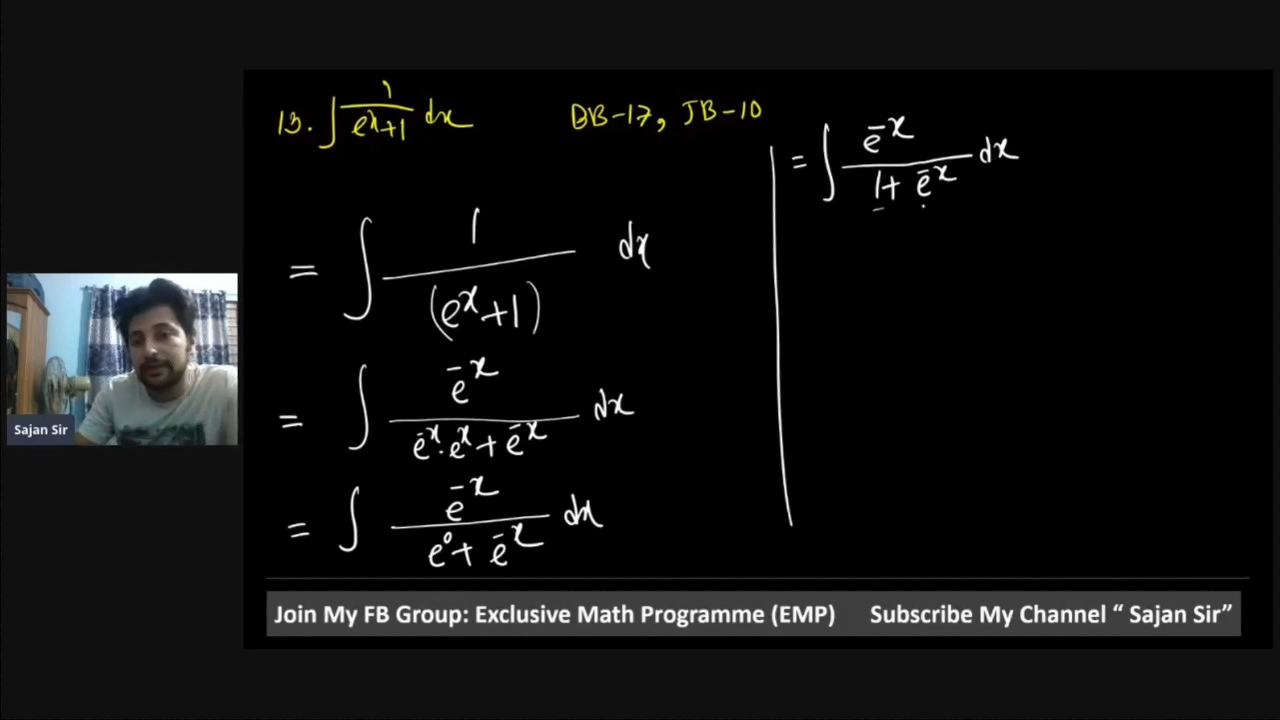 13. ∫ 1/(e^x+1) dx DB-17, JB-10
= ∫ 1/(e^x+1) dx
= ∫ e^-x/(e^-x·e^x + e^-x) dx
= ∫ e^-x/(e^0 + e^-x) dx
= ∫ e^-x/(1 + e^-x) dx
Sajan Sir
Join My FB Group: Exclusive Math Programme (EMP) Subscribe My Channel “ Sajan Sir”